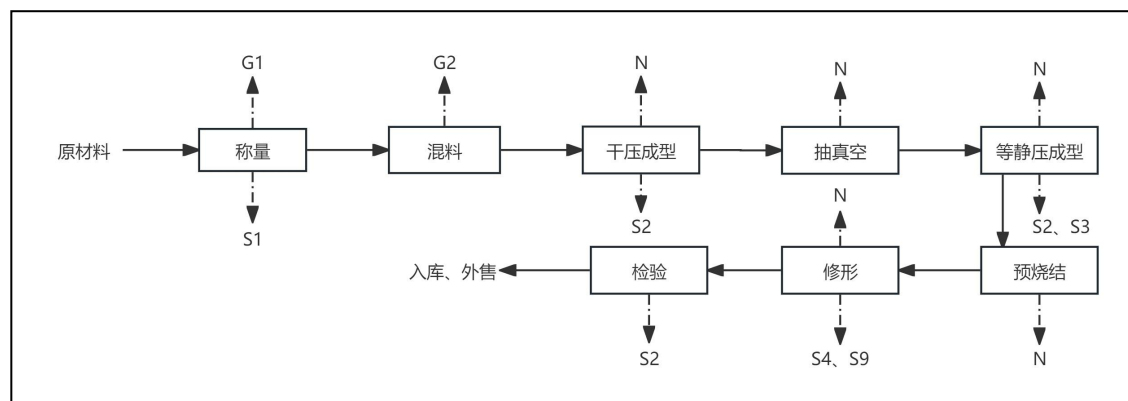 G1
G2
N
N
N
原材料
称量
混料
干压成型
抽真空
等静压成型
S1
S2
N
S2、S3
入库、外售
检验
修形
预烧结
S2
S4、S9
N